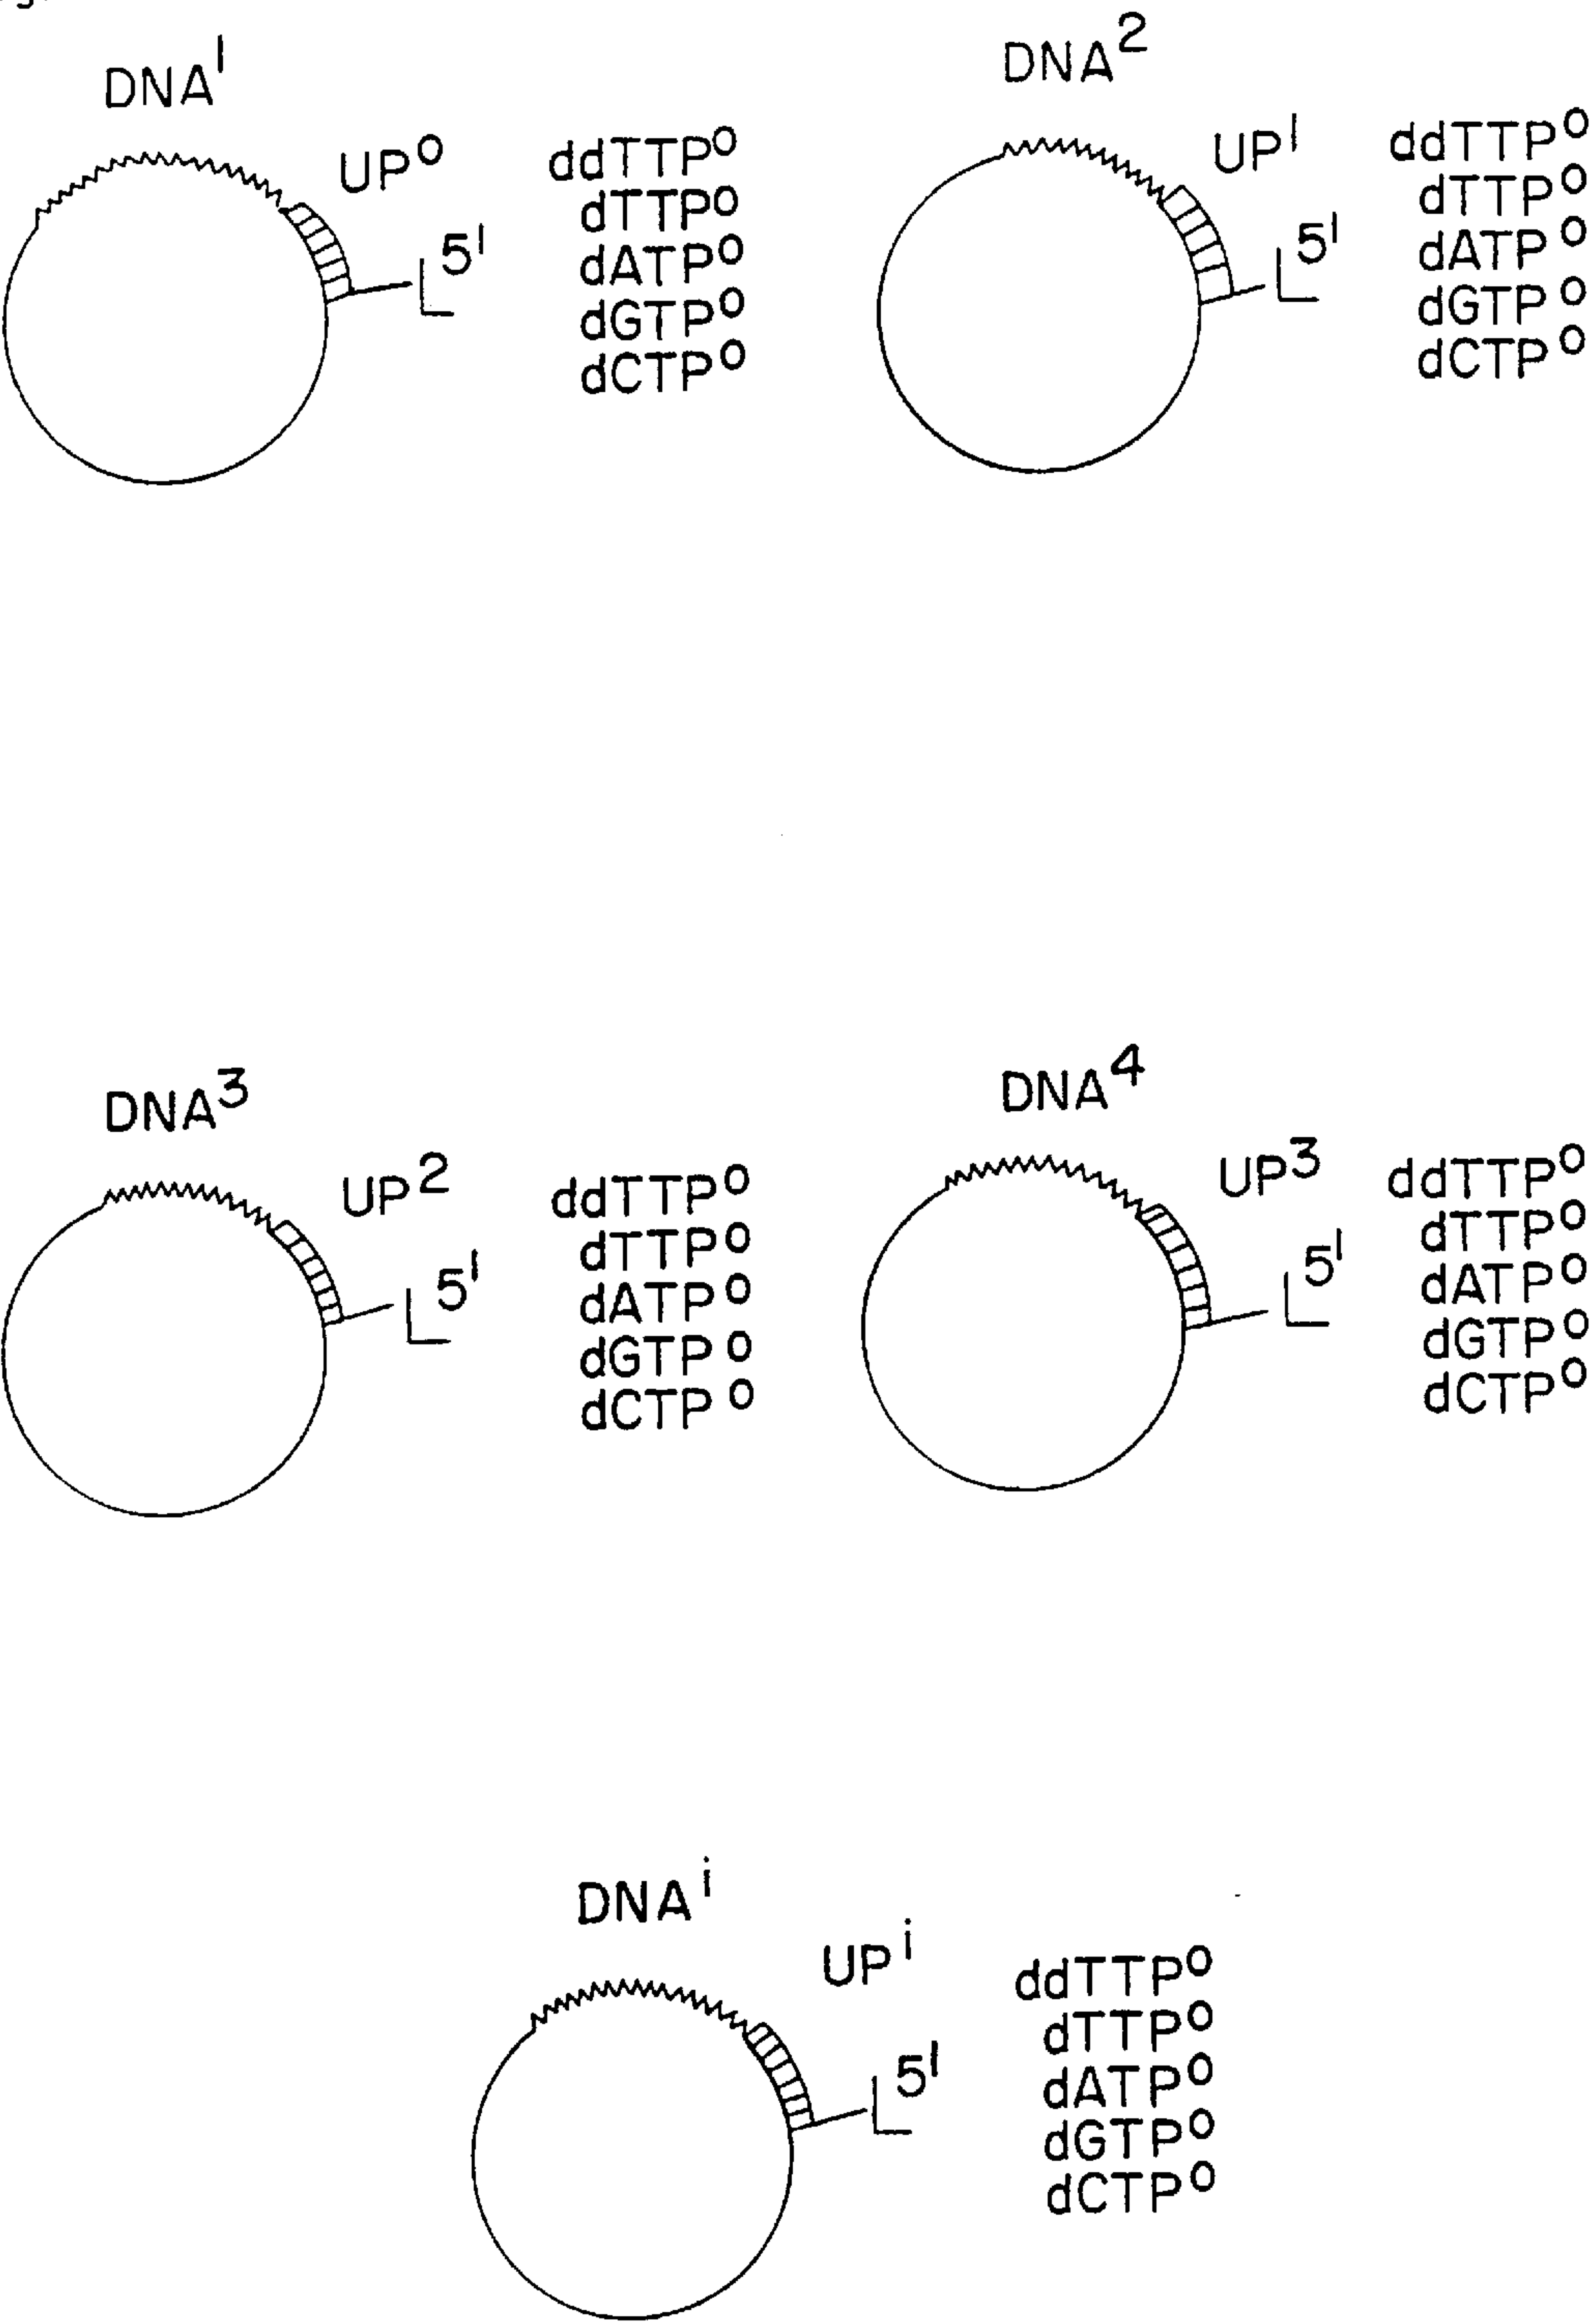 DNA¹
UP⁰
5'
ddTTP⁰
dTTP⁰
dATP⁰
dGTP⁰
dCTP⁰
DNA²
UP¹
5'
ddTTP⁰
dTTP⁰
dATP⁰
dGTP⁰
dCTP⁰
DNA³
UP²
5'
ddTTP⁰
dTTP⁰
dATP⁰
dGTP⁰
dCTP⁰
DNA⁴
UP³
5'
ddTTP⁰
dTTP⁰
dATP⁰
dGTP⁰
dCTP⁰
DNAⁱ
UPⁱ
5'
ddTTP⁰
dTTP⁰
dATP⁰
dGTP⁰
dCTP⁰